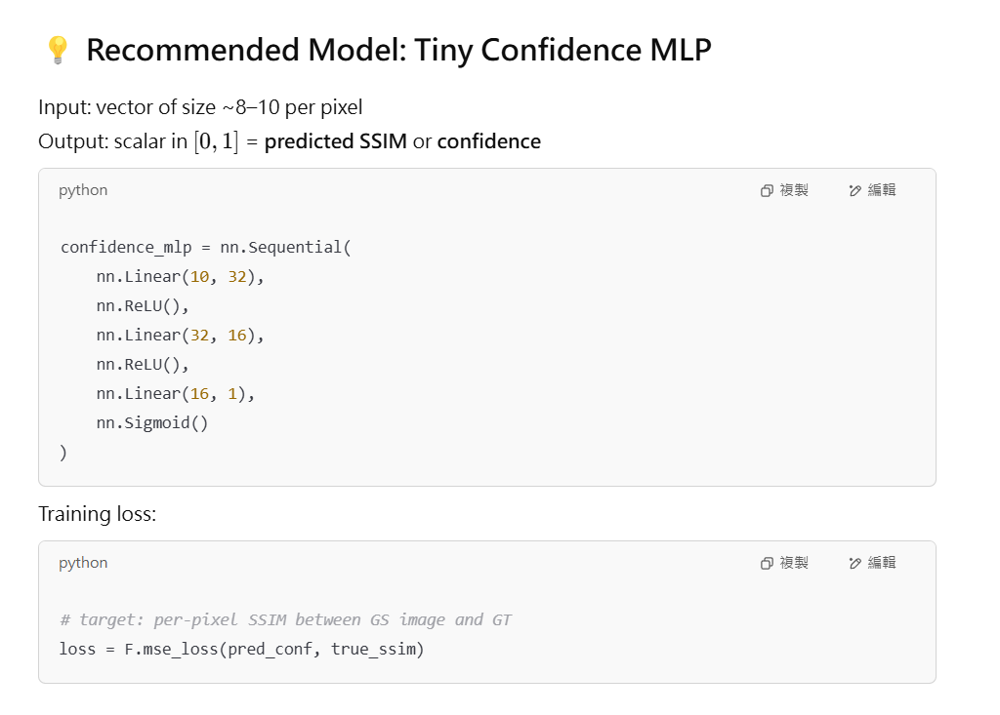 💡 Recommended Model: Tiny Confidence MLP
Input: vector of size ~8–10 per pixel
Output: scalar in [0, 1] = predicted SSIM or confidence
python 複製 編輯
confidence_mlp = nn.Sequential(
    nn.Linear(10, 32),
    nn.ReLU(),
    nn.Linear(32, 16),
    nn.ReLU(),
    nn.Linear(16, 1),
    nn.Sigmoid()
)
Training loss:
python 複製 編輯
# target: per-pixel SSIM between GS image and GT
loss = F.mse_loss(pred_conf, true_ssim)